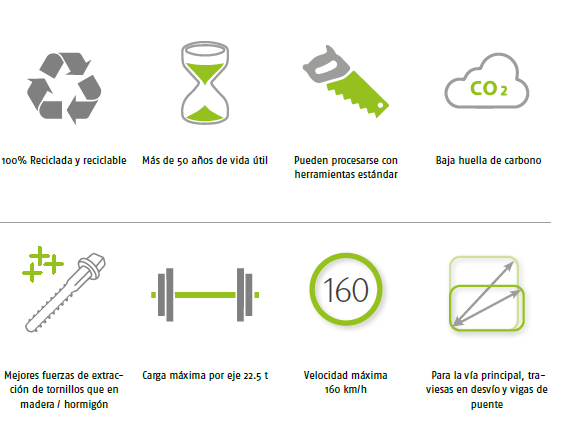 CO2
100% Reciclada y reciclable
Más de 50 años de vida útil
Pueden procesarse con
herramientas estándar
Baja huella de carbono
160
Mejores fuerzas de extrac-
ción de tornillos que en
madera / hormigón
Carga máxima por eje 22.5 t
Velocidad máxima
160 km/h
Para la vía principal, tra-
viesas en desvío y vigas de
puente